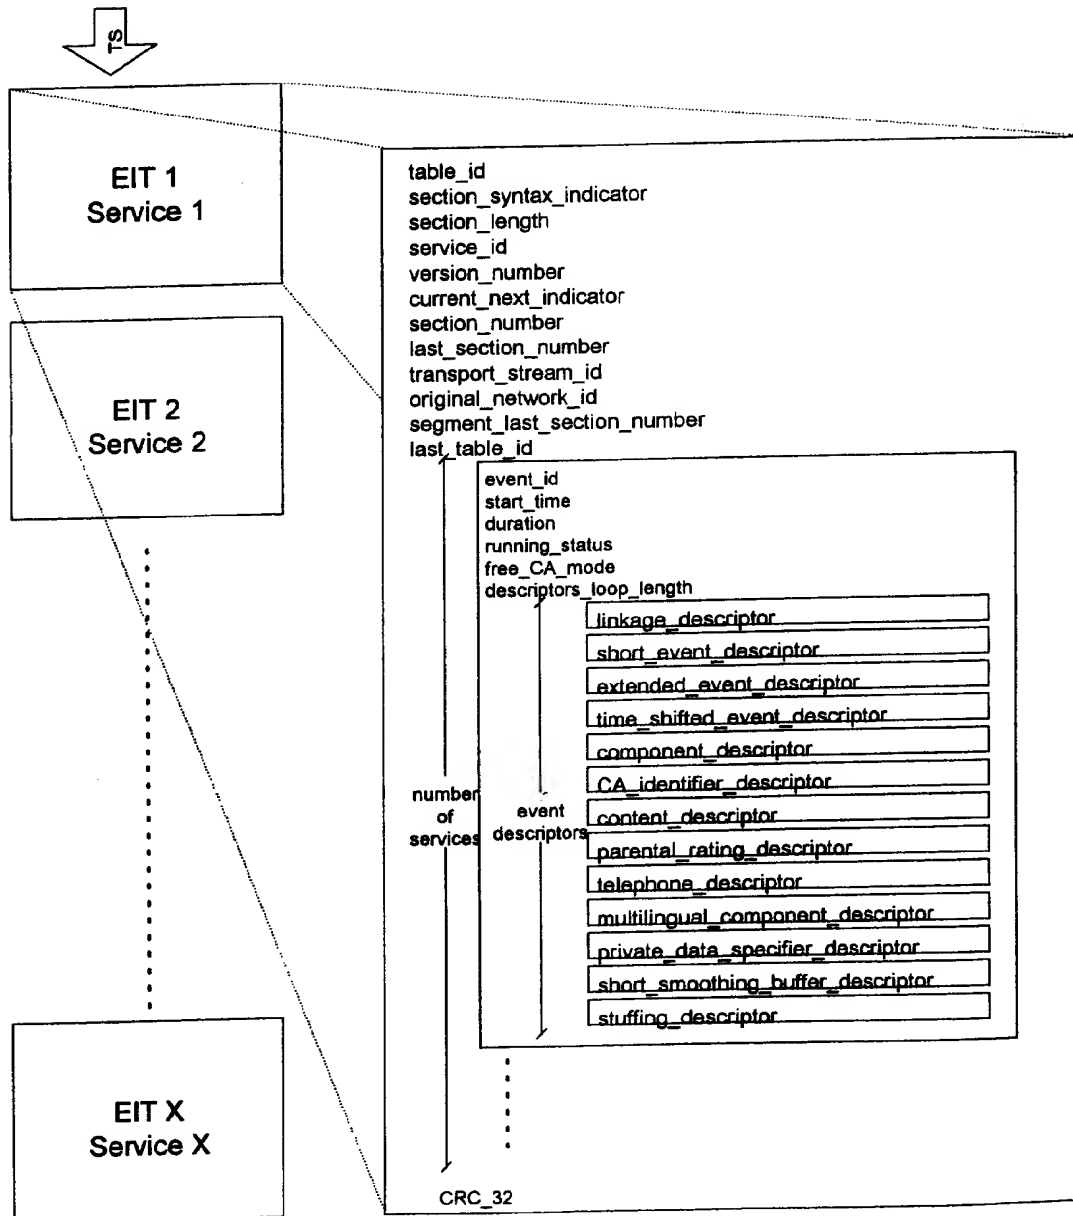 TS
EIT 1
Service 1
EIT 2
Service 2
EIT X
Service X
table_id
section_syntax_indicator
section_length
service_id
version_number
current_next_indicator
section_number
last_section_number
transport_stream_id
original_network_id
segment_last_section_number
last_table_id
event_id
start_time
duration
running_status
free_CA_mode
descriptors_loop_length
linkage_descriptor
short_event_descriptor
extended_event_descriptor
time_shifted_event_descriptor
component_descriptor
CA_identifier_descriptor
content_descriptor
parental_rating_descriptor
telephone_descriptor
multilingual_component_descriptor
private_data_specifier_descriptor
short_smoothing_buffer_descriptor
stuffing_descriptor
number
of
services
event
descriptors
CRC_32